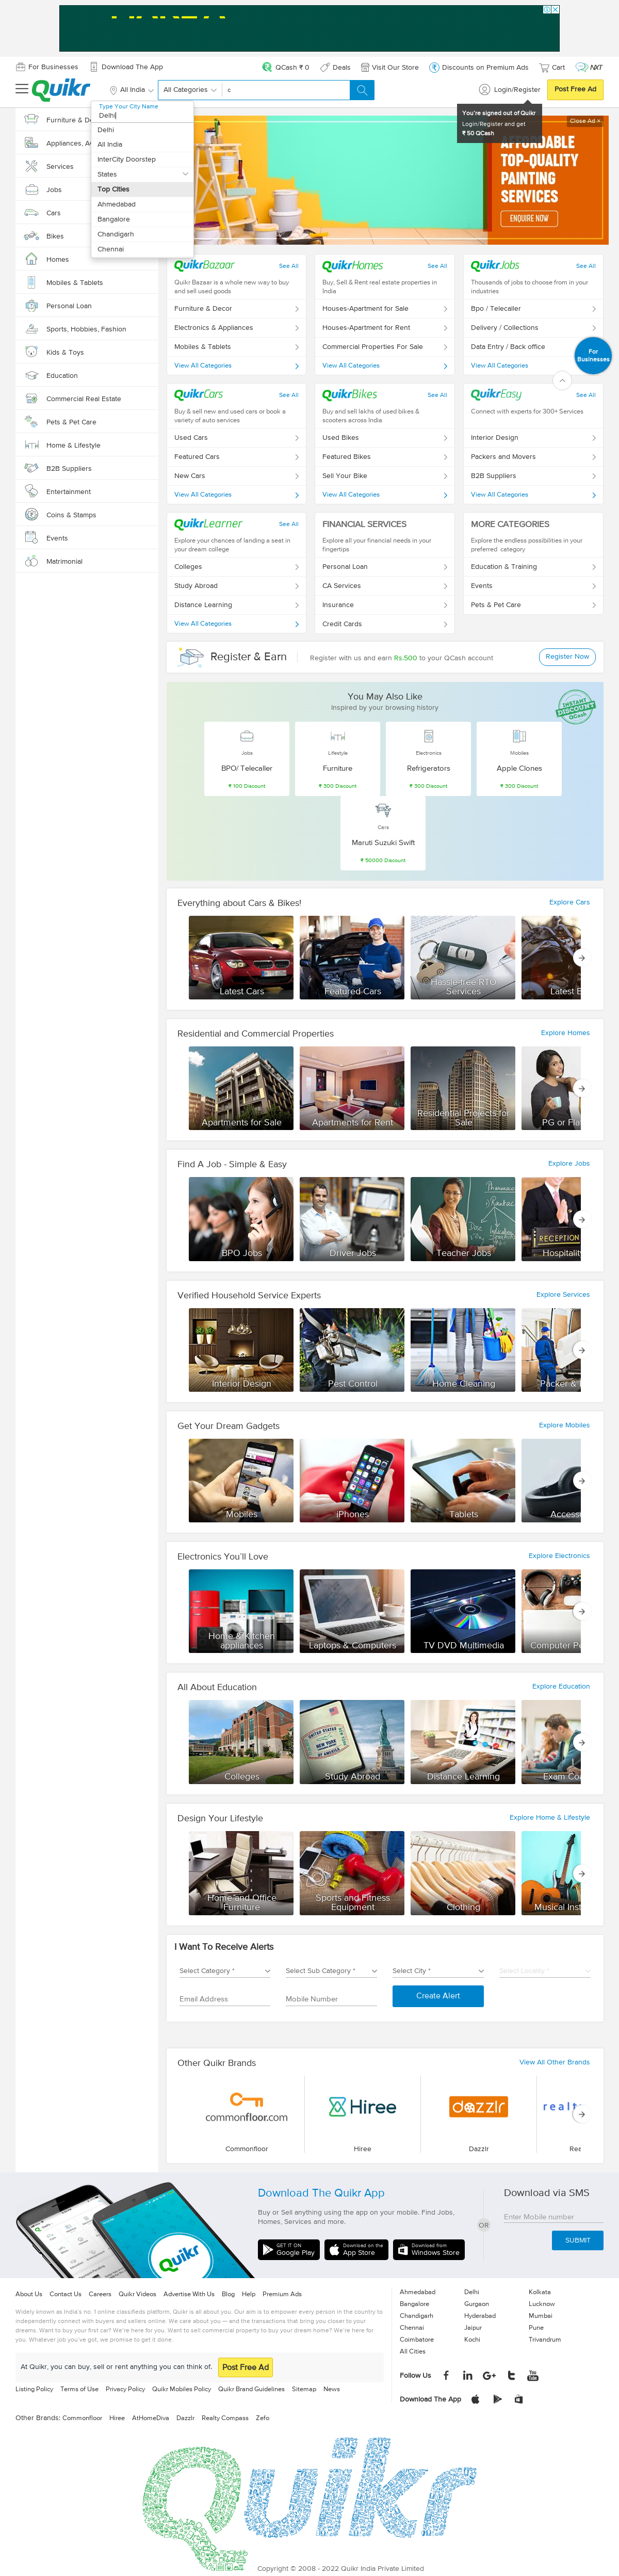 For Businesses
Download The App
QCash ₹ 0
Deals
Visit Our Store
Discounts on Premium Ads
Cart
NXT
Quikr
All India
All Categories
c
Login/Register
Post Free Ad
Type Your City Name
Delhi
Delhi
All India
InterCity Doorstep
States
Top Cities
Ahmedabad
Bangalore
Chandigarh
Chennai
You're signed out of Quikr
Login/Register and get
₹ 50 QCash
Close Ad ×
AFFORDABLE
TOP-QUALITY
PAINTING
SERVICES
ENQUIRE NOW
Services
Jobs
Cars
Bikes
Homes
Mobiles & Tablets
Personal Loan
Sports, Hobbies, Fashion
Kids & Toys
Education
Commercial Real Estate
Pets & Pet Care
Home & Lifestyle
B2B Suppliers
Entertainment
Coins & Stamps
Events
Matrimonial
QuikrBazaar
See All
Quikr Bazaar is a whole new way to buy
and sell used goods
Furniture & Decor
Electronics & Appliances
Mobiles & Tablets
View All Categories
QuikrHomes
See All
Buy, Sell & Rent real estate properties in
India
Houses-Apartment for Sale
Houses-Apartment for Rent
Commercial Properties For Sale
View All Categories
QuikrJobs
See All
Thousands of jobs to choose from in your
industries
Bpo / Telecaller
Delivery / Collections
Data Entry / Back office
View All Categories
For
Businesses
QuikrCars
See All
Buy & sell new and used cars or book a
variety of auto services
Used Cars
Featured Cars
New Cars
View All Categories
QuikrBikes
See All
Buy and sell lakhs of used bikes &
scooters across India
Used Bikes
Featured Bikes
Sell Your Bike
View All Categories
QuikrEasy
See All
Connect with experts for 300+ Services
Interior Design
Packers and Movers
B2B Suppliers
View All Categories
QuikrLearner
See All
Explore your chances of landing a seat in
your dream college
Colleges
Study Abroad
Distance Learning
View All Categories
FINANCIAL SERVICES
Explore all your financial needs in your
fingertips
Personal Loan
CA Services
Insurance
Credit Cards
MORE CATEGORIES
Explore the endless possibilities in your
preferred category
Education & Training
Events
Pets & Pet Care
Register & Earn
Register with us and earn Rs.500 to your QCash account
Register Now
You May Also Like
Inspired by your browsing history
INSTANT
DISCOUNT
QCash
Jobs
BPO/ Telecaller
₹ 100 Discount
Lifestyle
Furniture
₹ 300 Discount
Electronics
Refrigerators
₹ 300 Discount
Mobiles
Apple Clones
₹ 300 Discount
Cars
Maruti Suzuki Swift
₹ 50000 Discount
Everything about Cars & Bikes!
Explore Cars
Latest Cars
Featured Cars
Hassle-free RTO
Services
Residential and Commercial Properties
Explore Homes
Apartments for Sale
Apartments for Rent
Residential Projects for
Sale
Find A Job - Simple & Easy
Explore Jobs
BPO Jobs
Driver Jobs
Teacher Jobs
RECEPTION
Verified Household Service Experts
Explore Services
Interior Design
Pest Control
Home Cleaning
Get Your Dream Gadgets
Explore Mobiles
Mobiles
iPhones
Tablets
Electronics You'll Love
Explore Electronics
Home & Kitchen
appliances
Laptops & Computers
TV DVD Multimedia
All About Education
Explore Education
Colleges
Study Abroad
Distance Learning
Design Your Lifestyle
Explore Home & Lifestyle
Home and Office
Furniture
Sports and Fitness
Equipment
Clothing
I Want To Receive Alerts
Select Category *
Select Sub Category *
Select City *
Select Locality *
Email Address
Mobile Number
Create Alert
Other Quikr Brands
View All Other Brands
commonfloor.com
Commonfloor
Hiree
Hiree
dazzlr
Dazzlr
Download The Quikr App
Buy or Sell anything using the app on your mobile. Find Jobs,
Homes, Services and more.
GET IT ON
Google Play
Download on the
App Store
Download from
Windows Store
OR
Download via SMS
Enter Mobile number
SUBMIT
About Us
Contact Us
Careers
Quikr Videos
Advertise With Us
Blog
Help
Premium Ads
Widely known as India's no. 1 online classifieds platform, Quikr is all about you. Our aim is to empower every person in the country to
independently connect with buyers and sellers online. We care about you — and the transactions that bring you closer to your
dreams. Want to buy your first car? We're here for you. Want to sell commercial property to buy your dream home? We're here for
you. Whatever job you've got, we promise to get it done.
At Quikr, you can buy, sell or rent anything you can think of.
Post Free Ad
Listing Policy
Terms of Use
Privacy Policy
Quikr Mobiles Policy
Quikr Brand Guidelines
Sitemap
News
Ahmedabad
Delhi
Kolkata
Bangalore
Gurgaon
Lucknow
Chandigarh
Hyderabad
Mumbai
Chennai
Jaipur
Pune
Coimbatore
Kochi
Trivandrum
All Cities
Follow Us
Download The App
Other Brands:
Commonfloor
Hiree
AtHomeDiva
Dazzlr
Realty Compass
Zefo
Quikr
Copyright © 2008 - 2022 Quikr India Private Limited